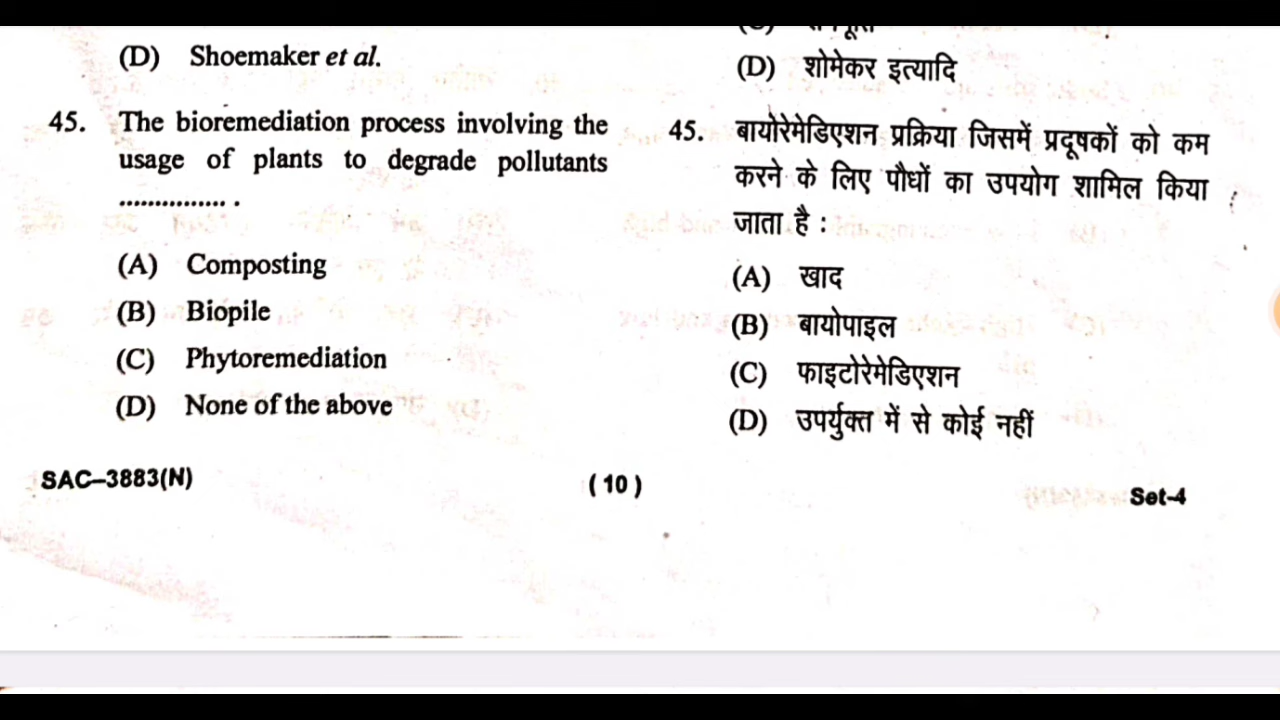 (D) Shoemaker et al.
45. The bioremediation process involving the
usage of plants to degrade pollutants
............... .
(A) Composting
(B) Biopile
(C) Phytoremediation
(D) None of the above
(D) शोमेकर इत्यादि
45. बायोरेमेडिएशन प्रक्रिया जिसमें प्रदूषकों को कम
करने के लिए पौधों का उपयोग शामिल किया
जाता है :
(A) खाद
(B) बायोपाइल
(C) फाइटोरेमेडिएशन
(D) उपर्युक्त में से कोई नहीं
SAC–3883(N)
( 10 )
Set-4